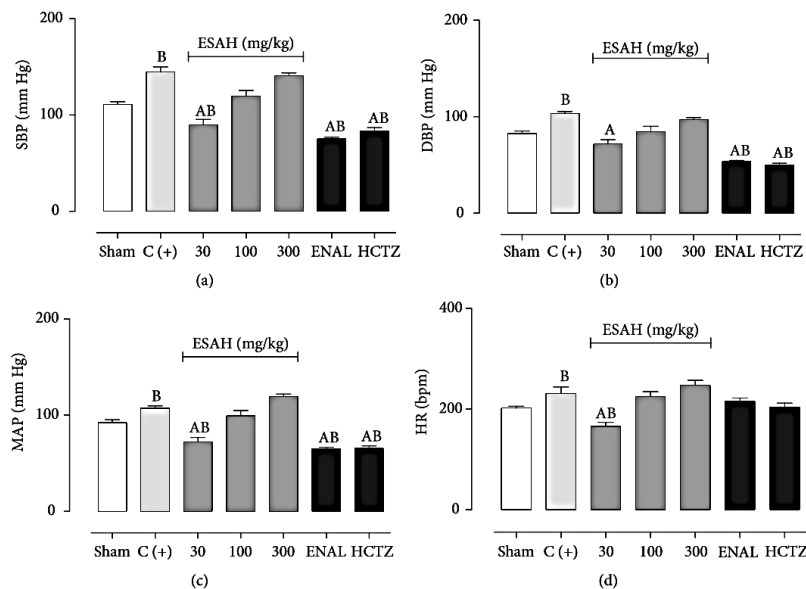 200
ESAH (mg/kg)
B
SBP (mm Hg)
100
AB
AB
AB
0
Sham C (+) 30 100 300 ENAL HCTZ
(a)
200
ESAH (mg/kg)
DBP (mm Hg)
B
100
A
AB AB
0
Sham C (+) 30 100 300 ENAL HCTZ
(b)
200
ESAH (mg/kg)
MAP (mm Hg)
B
100
AB
AB AB
0
Sham C (+) 30 100 300 ENAL HCTZ
(c)
400
ESAH (mg/kg)
HR (bpm)
B
200
AB
0
Sham C (+) 30 100 300 ENAL HCTZ
(d)